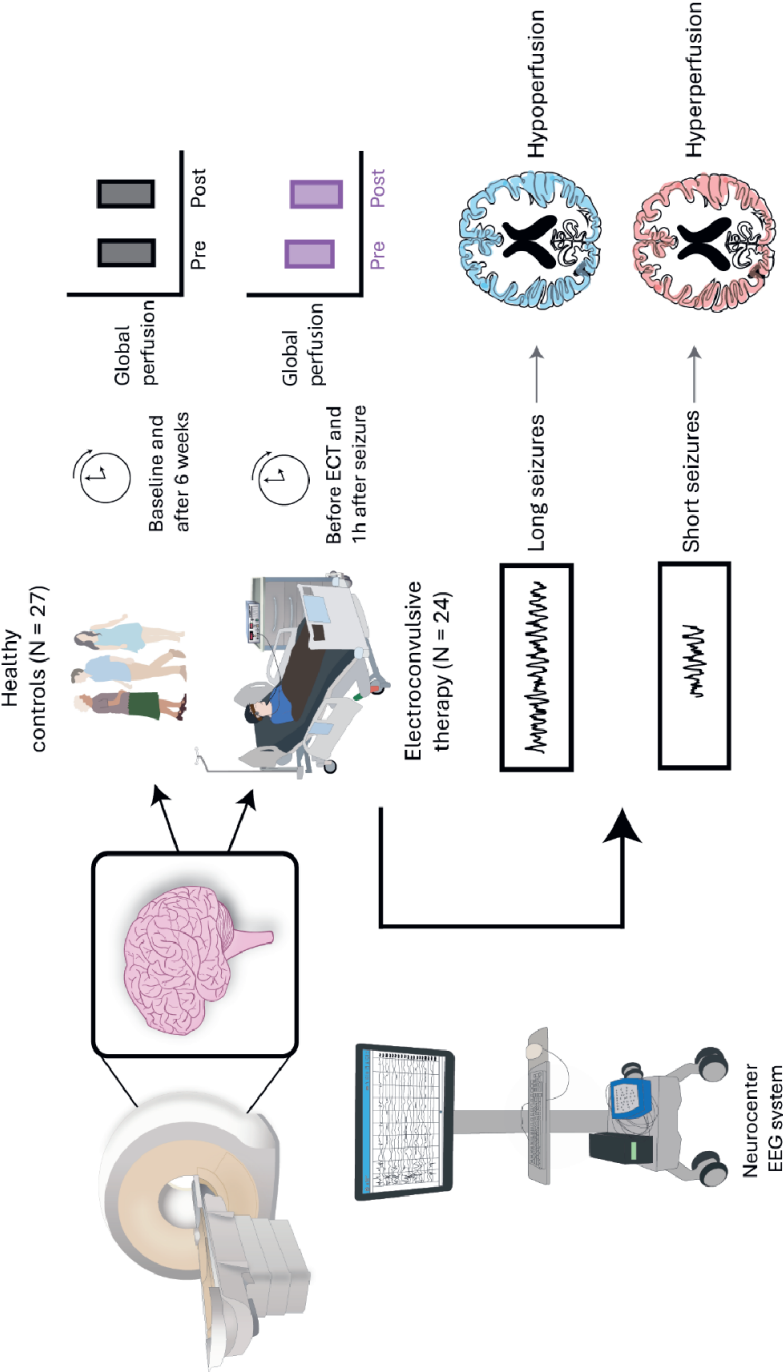 Healthy
controls (N = 27)
Baseline and
after 6 weeks
Global
perfusion
Pre
Post
Electroconvulsive
therapy (N = 24)
Before ECT and
1h after seizure
Global
perfusion
Pre
Post
Neurocenter
EEG system
Long seizures
Hypoperfusion
Short seizures
Hyperperfusion